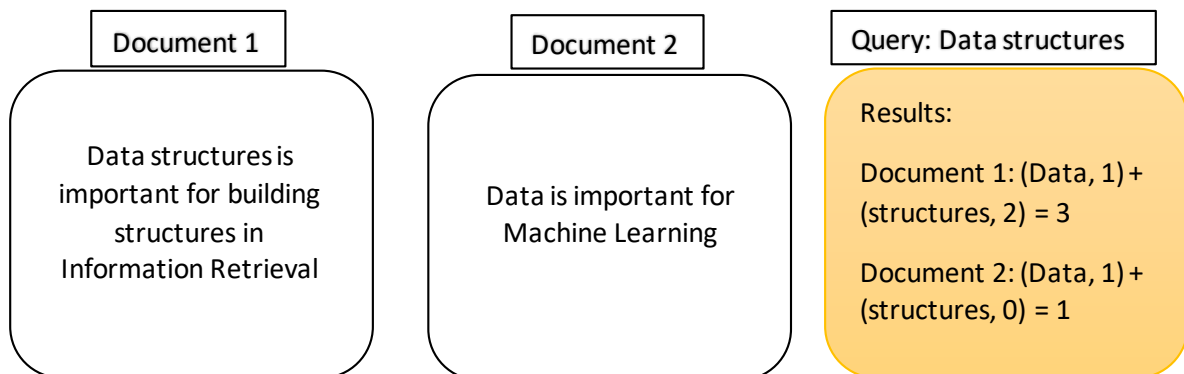 Document 1
Data structures is
important for building
structures in
Information Retrieval
Document 2
Data is important for
Machine Learning
Query: Data structures
Results:
Document 1: (Data, 1) +
(structures, 2) = 3
Document 2: (Data, 1) +
(structures, 0) = 1